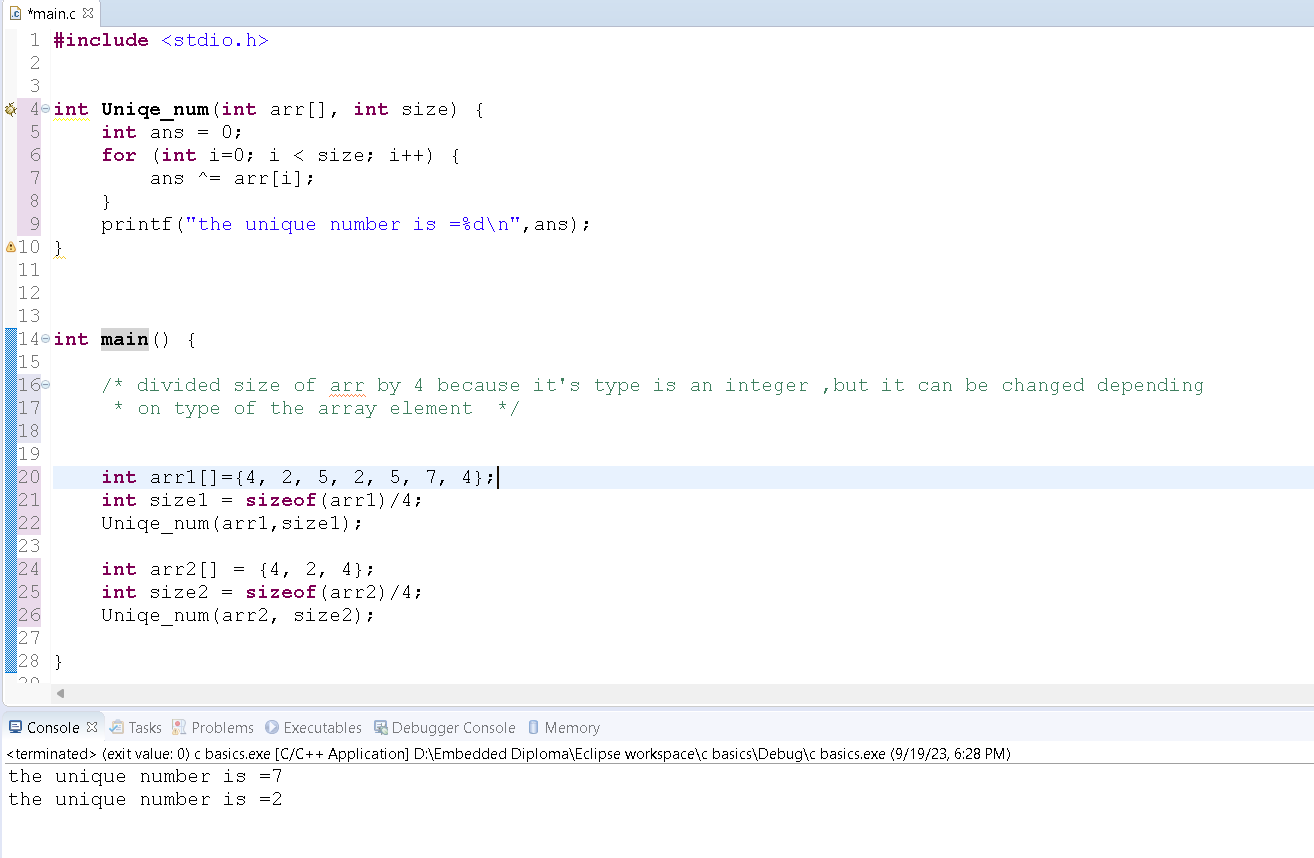 *main.c
1 #include <stdio.h>
2
3
4 int Uniqe_num(int arr[], int size) {
5     int ans = 0;
6     for (int i=0; i < size; i++) {
7         ans ^= arr[i];
8     }
9     printf("the unique number is =%d\n",ans);
10 }
11
12
13
14 int main() {
15
16     /* divided size of arr by 4 because it's type is an integer ,but it can be changed depending
17      * on type of the array element  */
18
19
20     int arr1[]={4, 2, 5, 2, 5, 7, 4};
21     int size1 = sizeof(arr1)/4;
22     Uniqe_num(arr1,size1);
23
24     int arr2[] = {4, 2, 4};
25     int size2 = sizeof(arr2)/4;
26     Uniqe_num(arr2, size2);
27
28 }
29
Console Tasks Problems Executables Debugger Console Memory
<terminated> (exit value: 0) c basics.exe [C/C++ Application] D:\Embedded Diploma\Eclipse workspace\c basics\Debug\c basics.exe (9/19/23, 6:28 PM)
the unique number is =7
the unique number is =2